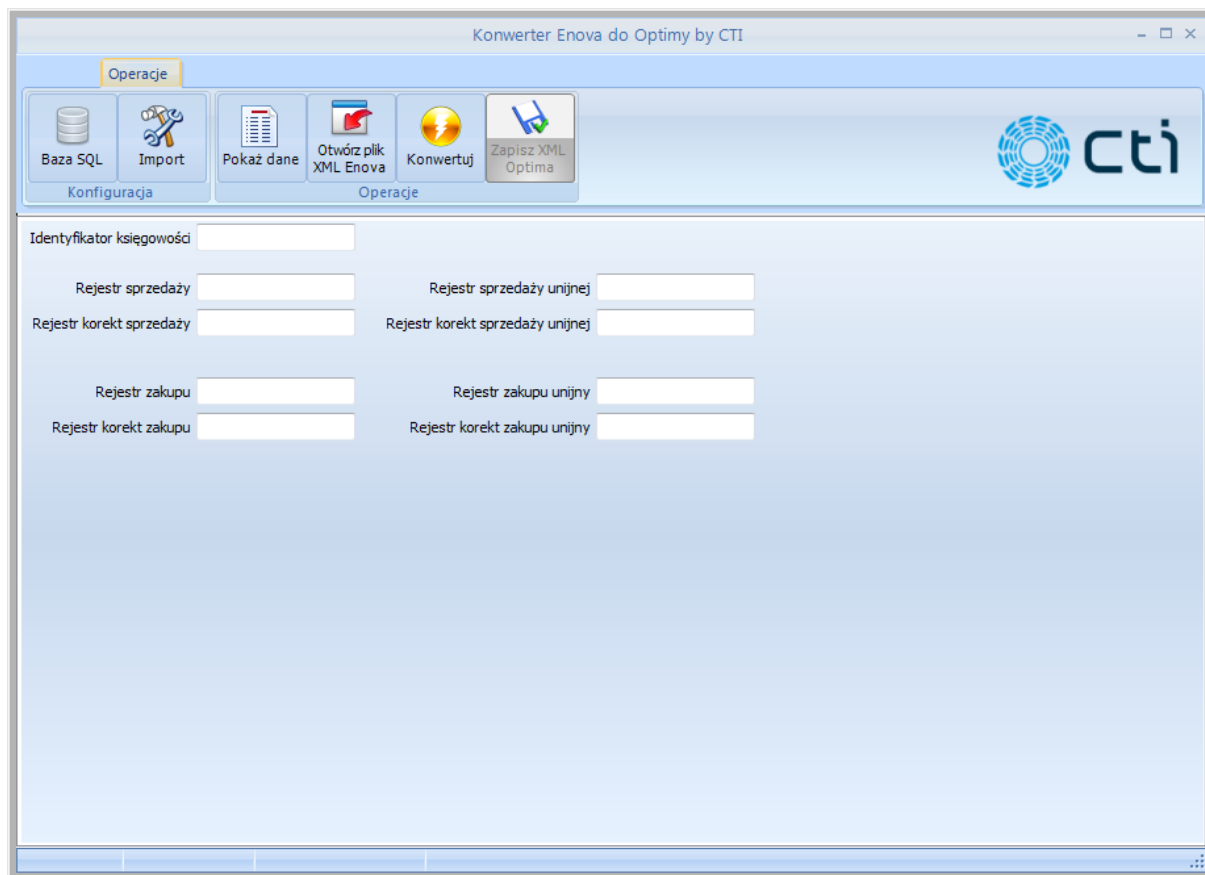 Konwerter Enova do Optimy by CTI
Operacje
Baza SQL
Import
Pokaż dane
Otwórz plik
XML Enova
Konwertuj
Zapisz XML
Optima
Konfiguracja
Operacje
cti
Identyfikator księgowości
Rejestr sprzedaży
Rejestr sprzedaży unijnej
Rejestr korekt sprzedaży
Rejestr korekt sprzedaży unijnej
Rejestr zakupu
Rejestr zakupu unijny
Rejestr korekt zakupu
Rejestr korekt zakupu unijny